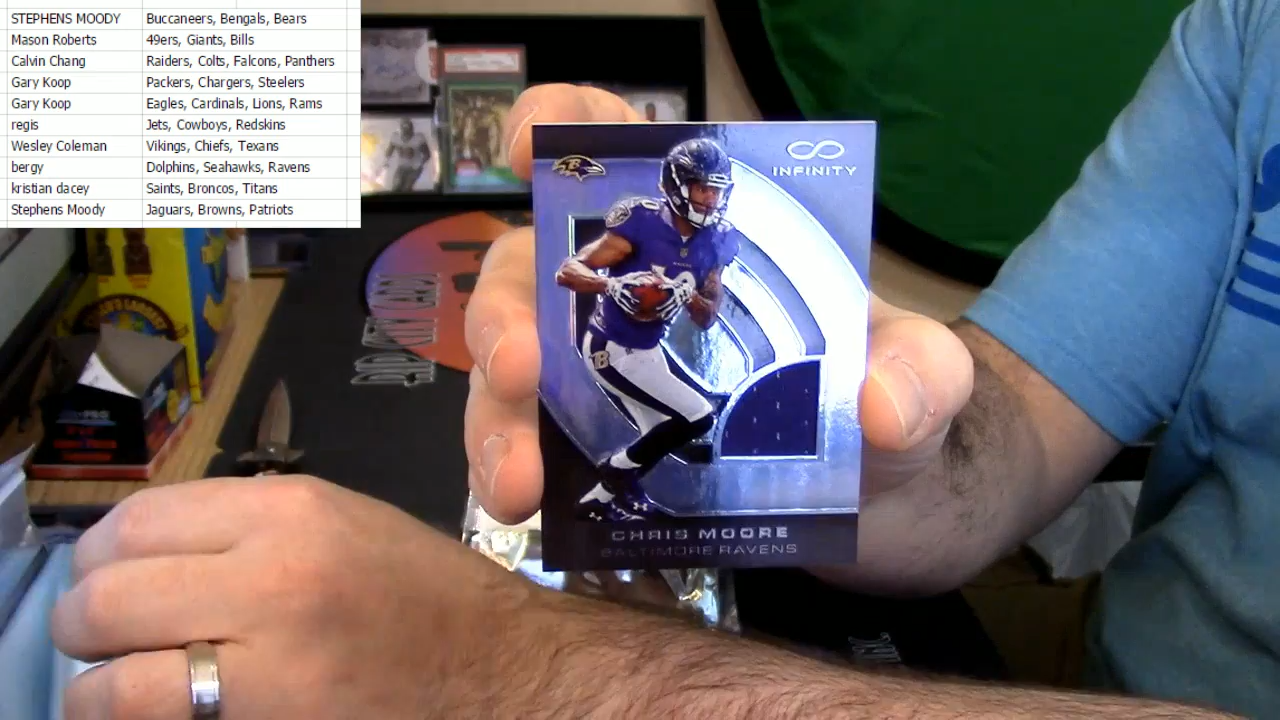 STEPHENS MOODY Buccaneers, Bengals, Bears
Mason Roberts 49ers, Giants, Bills
Calvin Chang Raiders, Colts, Falcons, Panthers
Gary Koop Packers, Chargers, Steelers
Gary Koop Eagles, Cardinals, Lions, Rams
regis Jets, Cowboys, Redskins
Wesley Coleman Vikings, Chiefs, Texans
bergy Dolphins, Seahawks, Ravens
kristian dacey Saints, Broncos, Titans
Stephens Moody Jaguars, Browns, Patriots
INFINITY
CHRIS MOORE
BALTIMORE RAVENS